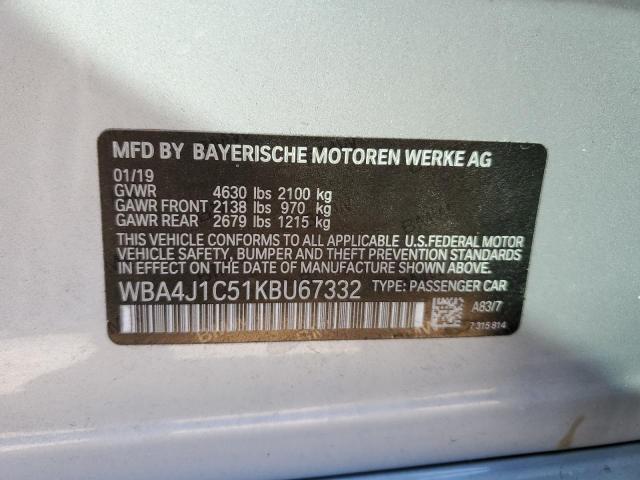 MFD BY BAYERISCHE MOTOREN WERKE AG
01/19
GVWR 4630 lbs 2100 kg
GAWR FRONT 2138 lbs 970 kg
GAWR REAR 2679 lbs 1215 kg
THIS VEHICLE CONFORMS TO ALL APPLICABLE U.S.FEDERAL MOTOR
VEHICLE SAFETY, BUMPER AND THEFT PREVENTION STANDARDS
IN EFFECT ON THE DATE OF MANUFACTURE SHOWN ABOVE.
WBA4J1C51KBU67332 TYPE: PASSENGER CAR
A83/7
7 315 814